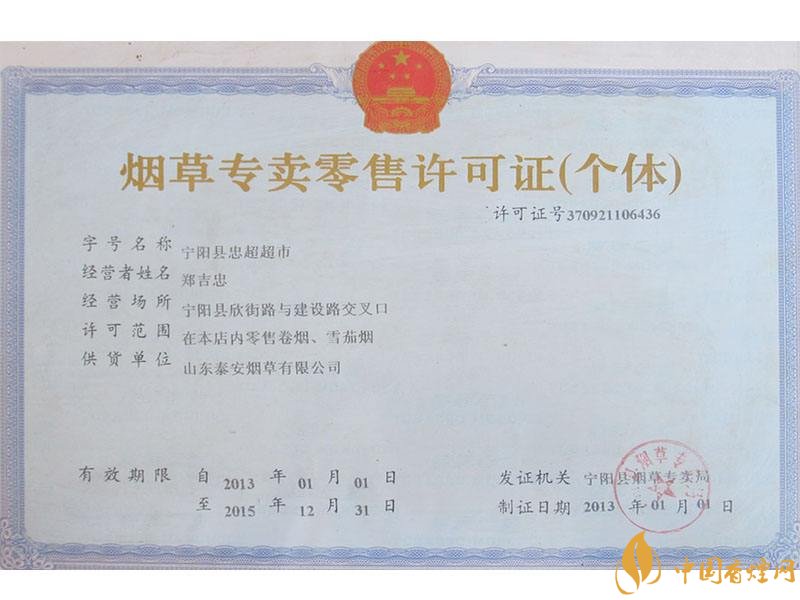 烟草专卖零售许可证(个体)
许可证号370921106436
字号名称 宁阳县忠超超市
经营者姓名 郑吉忠
经营场所 宁阳县欣街路与建设路交叉口
许可范围 在本店内零售卷烟、雪茄烟
供货单位 山东泰安烟草有限公司
有效期限 自 2013 年 01 月 01 日
至 2015 年 12 月 31 日
发证机关 宁阳县烟草专卖局
制证日期 2013 年 01 月 01 日
烟草专
中国香烟网